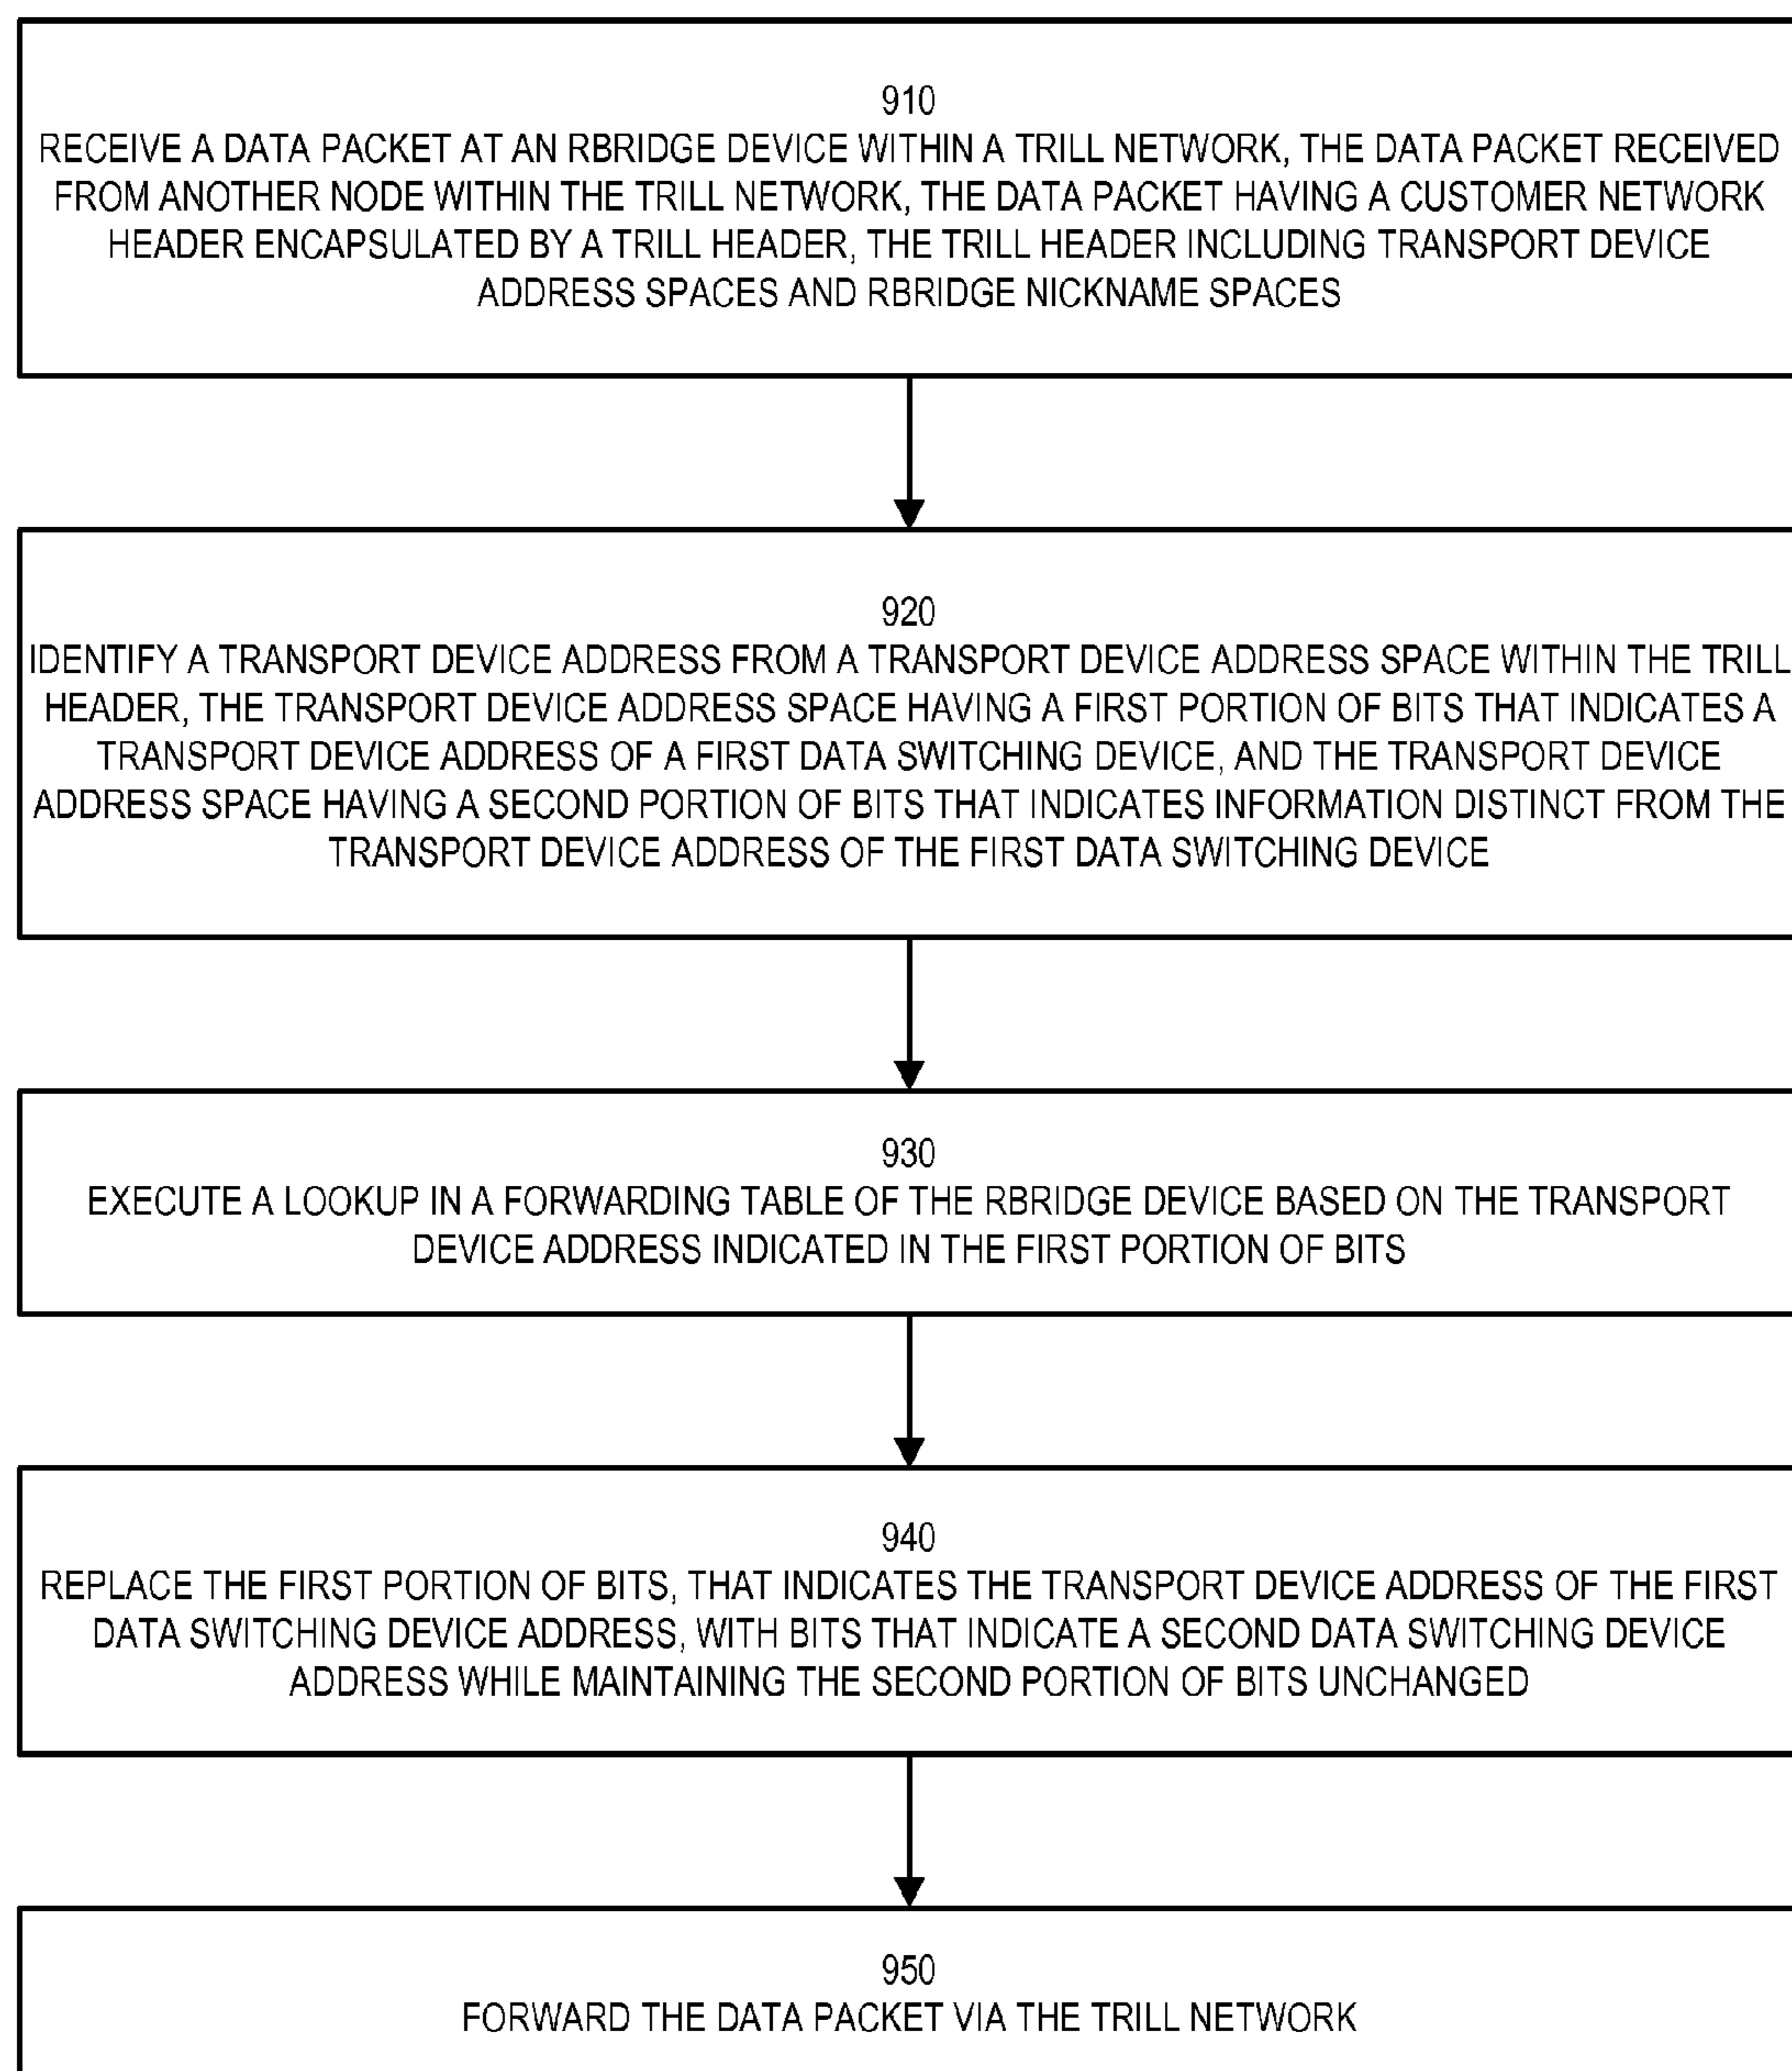 910
RECEIVE A DATA PACKET AT AN RBRIDGE DEVICE WITHIN A TRILL NETWORK, THE DATA PACKET RECEIVED
FROM ANOTHER NODE WITHIN THE TRILL NETWORK, THE DATA PACKET HAVING A CUSTOMER NETWORK
HEADER ENCAPSULATED BY A TRILL HEADER, THE TRILL HEADER INCLUDING TRANSPORT DEVICE
ADDRESS SPACES AND RBRIDGE NICKNAME SPACES
920
IDENTIFY A TRANSPORT DEVICE ADDRESS FROM A TRANSPORT DEVICE ADDRESS SPACE WITHIN THE TRILL
HEADER, THE TRANSPORT DEVICE ADDRESS SPACE HAVING A FIRST PORTION OF BITS THAT INDICATES A
TRANSPORT DEVICE ADDRESS OF A FIRST DATA SWITCHING DEVICE, AND THE TRANSPORT DEVICE
ADDRESS SPACE HAVING A SECOND PORTION OF BITS THAT INDICATES INFORMATION DISTINCT FROM THE
TRANSPORT DEVICE ADDRESS OF THE FIRST DATA SWITCHING DEVICE
930
EXECUTE A LOOKUP IN A FORWARDING TABLE OF THE RBRIDGE DEVICE BASED ON THE TRANSPORT
DEVICE ADDRESS INDICATED IN THE FIRST PORTION OF BITS
940
REPLACE THE FIRST PORTION OF BITS, THAT INDICATES THE TRANSPORT DEVICE ADDRESS OF THE FIRST
DATA SWITCHING DEVICE ADDRESS, WITH BITS THAT INDICATE A SECOND DATA SWITCHING DEVICE
ADDRESS WHILE MAINTAINING THE SECOND PORTION OF BITS UNCHANGED
950
FORWARD THE DATA PACKET VIA THE TRILL NETWORK